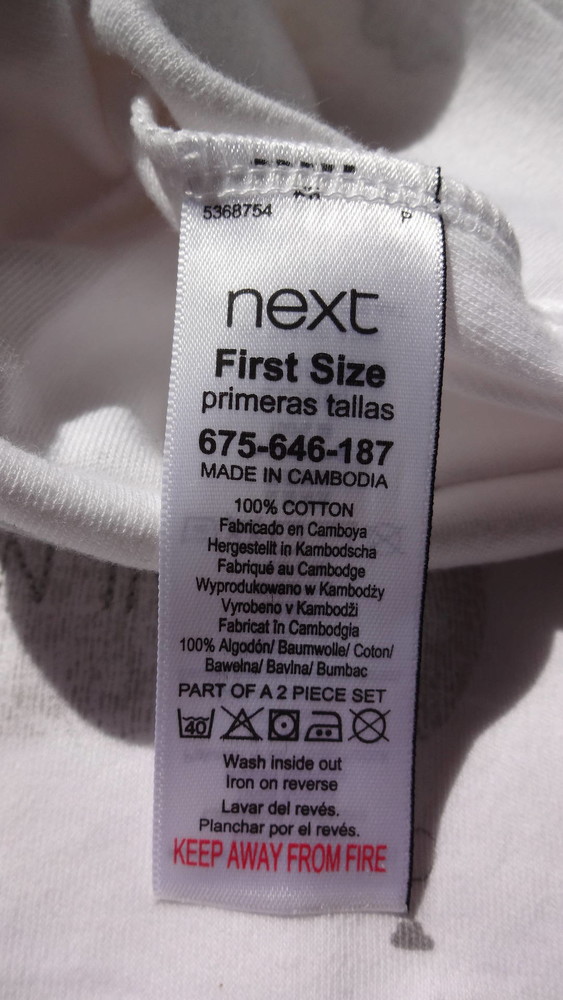 5368754 P
next
First Size
primeras tallas
675-646-187
MADE IN CAMBODIA
100% COTTON
Fabricado en Camboya
Hergestellt in Kambodscha
Fabriqué au Cambodge
Wyprodukowano w Kambodży
Vyrobeno v Kambodži
Fabricat în Cambodgia
100% Algodón/ Baumwolle/ Coton/
Bawełna/ Bavlna/ Bumbac
PART OF A 2 PIECE SET
40
Wash inside out
Iron on reverse
Lavar del revés.
Planchar por el revés.
KEEP AWAY FROM FIRE